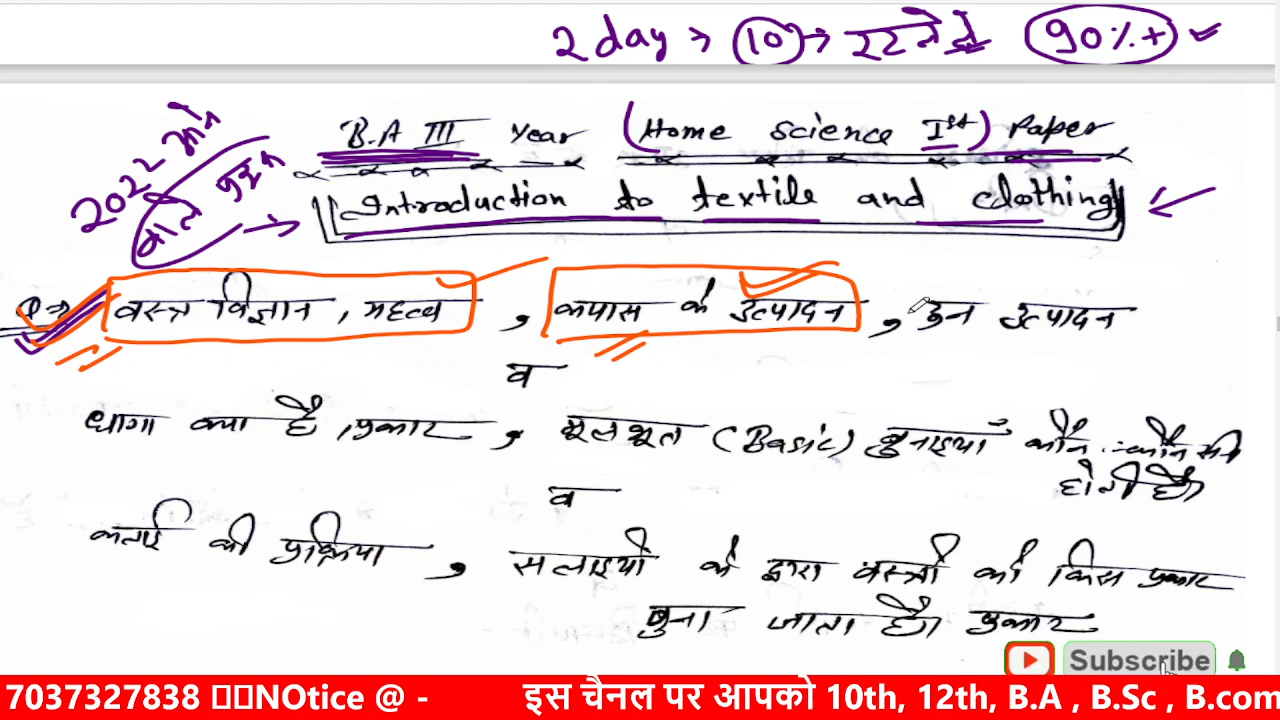 2 day → 10 → रटने है 90%+
2022 में आने वाले प्रश्न
B.A III Year (Home Science Ist) Paper
Introduction to textile and clothing
Q→ वस्त्र विज्ञान, महत्व, कपास के उत्पादन, ऊन उत्पादन
व
धागा क्या है, प्रकार, मूलभूत (Basic) बुनाइयाँ कौन-कौन सी
होती है।
व
कताई की प्रक्रिया, सलाइयों के द्वारा वस्त्रों को किस प्रकार
बुना जाता है। प्रकार
Subscribe
7037327838 NOtice @ - इस चैनल पर आपको 10th, 12th, B.A , B.Sc , B.com